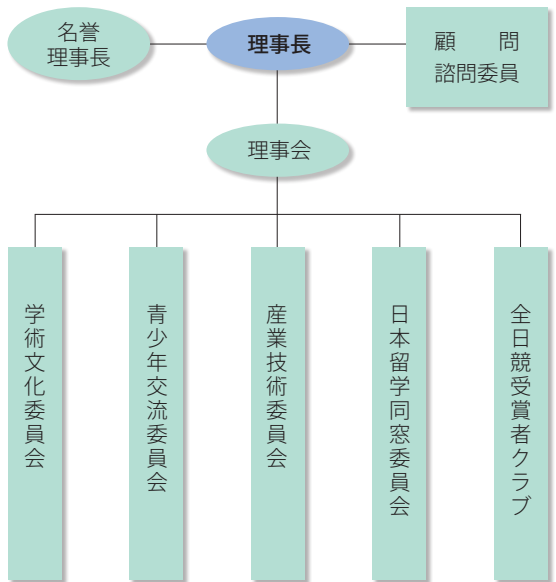 名誉
理事長
理事長
顧　　問
諮問委員
理事会
学術文化委員会
青少年交流委員会
産業技術委員会
日本留学同窓委員会
全日競受賞者クラブ